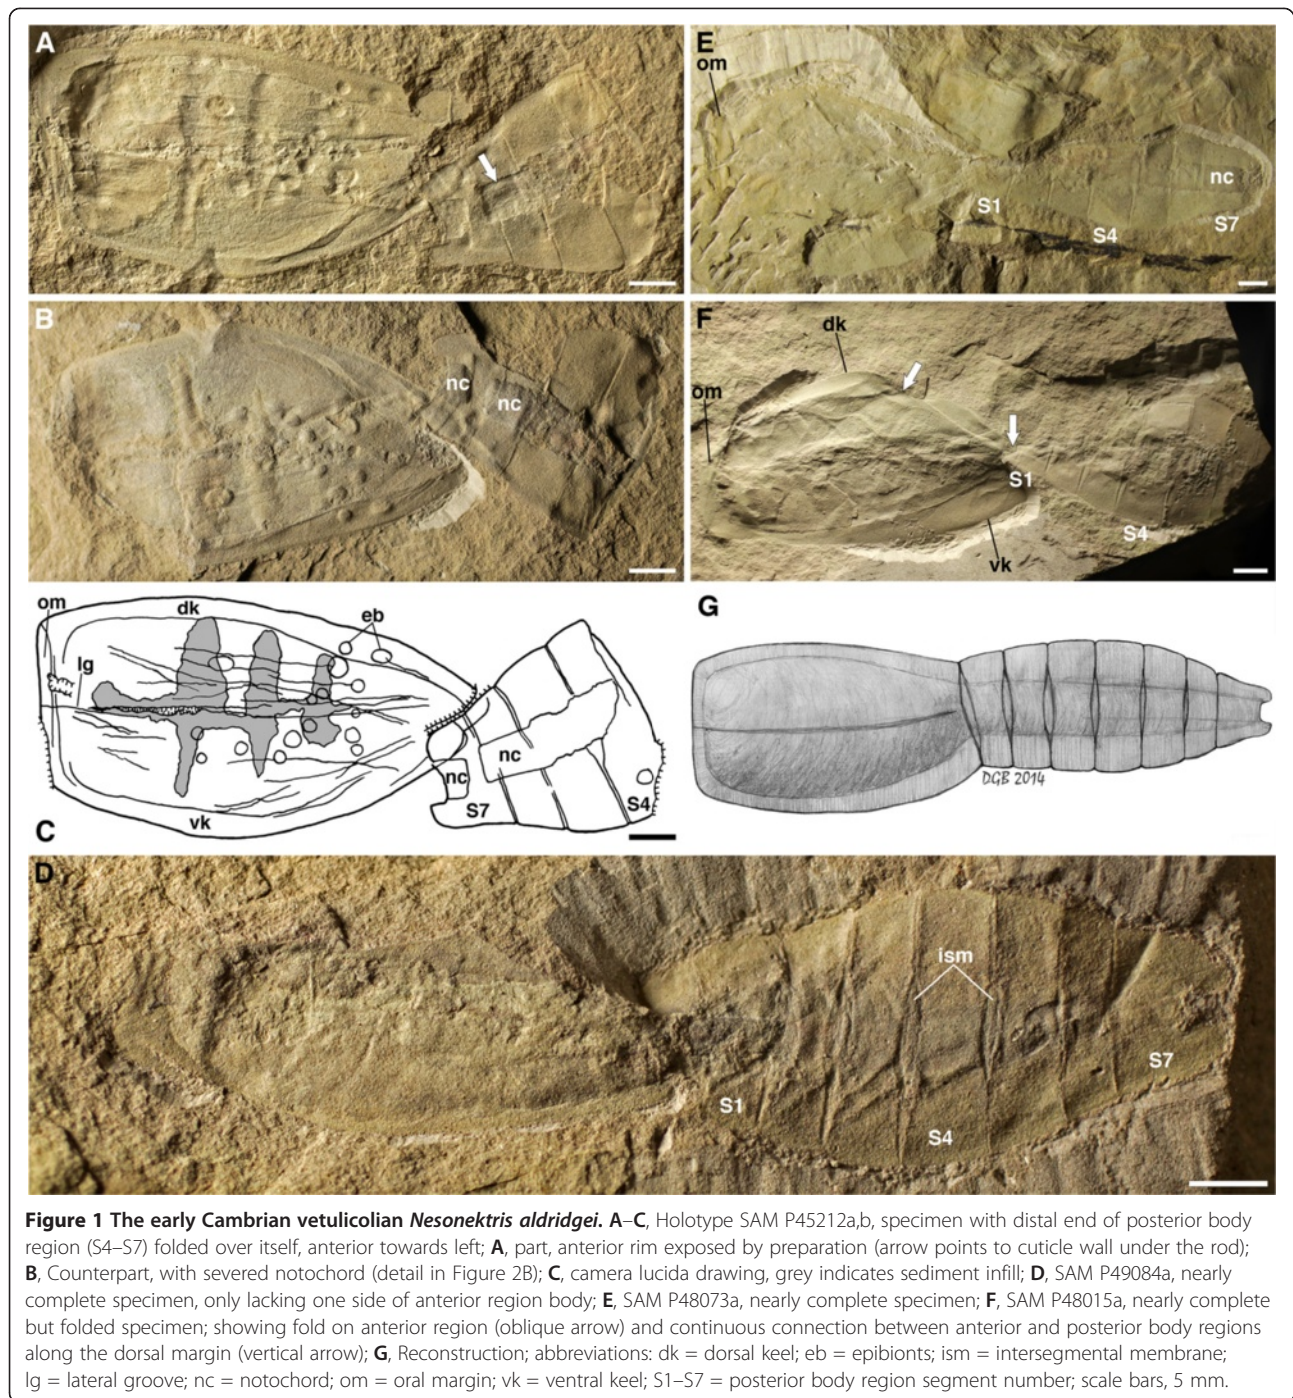 A
E
om
nc
S1
S4
S7
B
nc
nc
F
dk
om
S1
S4
vk
om
dk
eb
lg
nc
nc
S7
S4
vk
C
G
DGB 2014
D
ism
S1
S4
S7
Figure 1 The early Cambrian vetulicolian Nesonektris aldridgei. A–C, Holotype SAM P45212a,b, specimen with distal end of posterior body
region (S4–S7) folded over itself, anterior towards left; A, part, anterior rim exposed by preparation (arrow points to cuticle wall under the rod);
B, Counterpart, with severed notochord (detail in Figure 2B); C, camera lucida drawing, grey indicates sediment infill; D, SAM P49084a, nearly
complete specimen, only lacking one side of anterior region body; E, SAM P48073a, nearly complete specimen; F, SAM P48015a, nearly complete
but folded specimen; showing fold on anterior region (oblique arrow) and continuous connection between anterior and posterior body regions
along the dorsal margin (vertical arrow); G, Reconstruction; abbreviations: dk = dorsal keel; eb = epibionts; ism = intersegmental membrane;
lg = lateral groove; nc = notochord; om = oral margin; vk = ventral keel; S1–S7 = posterior body region segment number; scale bars, 5 mm.